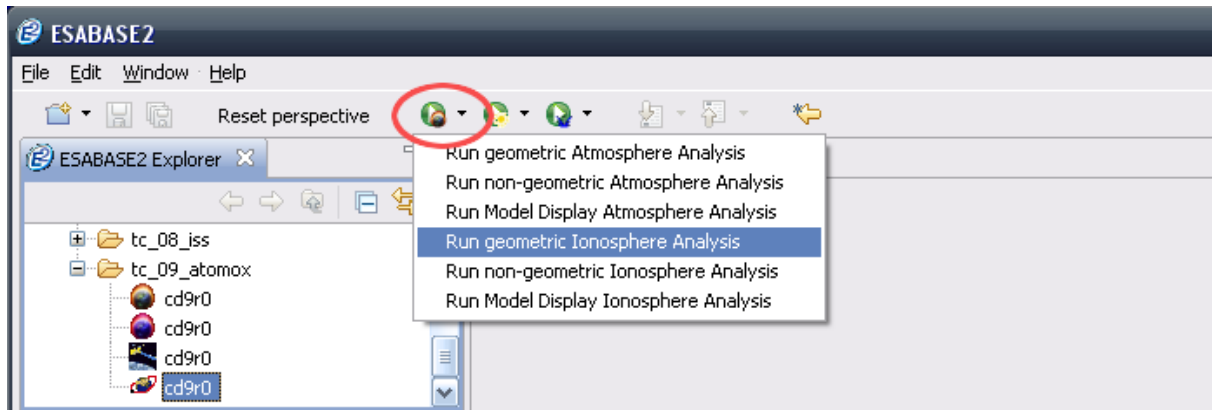 ESABASE2
File Edit Window Help
Reset perspective
ESABASE2 Explorer
Run geometric Atmosphere Analysis
Run non-geometric Atmosphere Analysis
Run Model Display Atmosphere Analysis
Run geometric Ionosphere Analysis
Run non-geometric Ionosphere Analysis
Run Model Display Ionosphere Analysis
tc_08_iss
tc_09_atomox
cd9r0
cd9r0
cd9r0
cd9r0